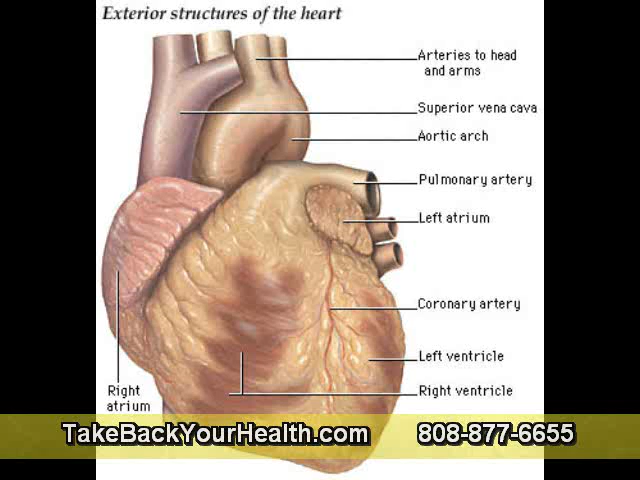 Exterior structures of the heart
Arteries to head
and arms
Superior vena cava
Aortic arch
Pulmonary artery
Left atrium
Coronary artery
Left ventricle
Right ventricle
Right
atrium
TakeBackYourHealth.com 808-877-6655